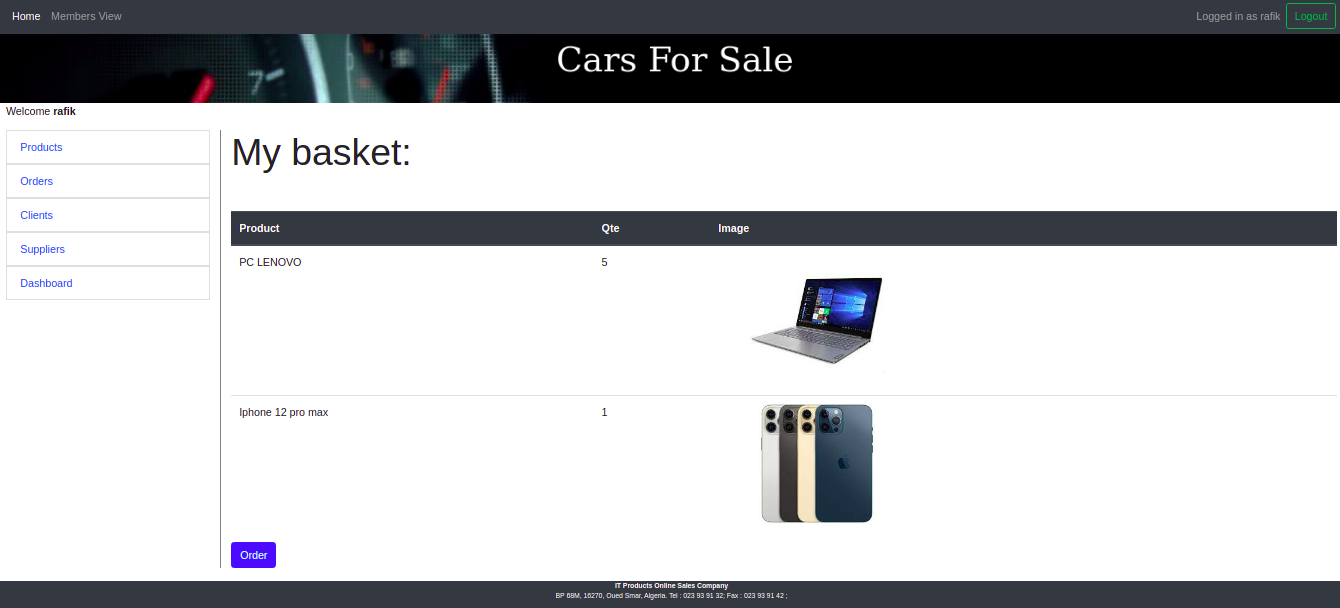 Home Members View Logged in as rafik Logout
7
Cars For Sale
Welcome rafik
Products
Orders
Clients
Suppliers
Dashboard
My basket:
Product Qte Image
PC LENOVO 5
Iphone 12 pro max 1
Order
IT Products Online Sales Company
BP 68M, 16270, Oued Smar, Algeria. Tel : 023 93 91 32; Fax : 023 93 91 42 ;